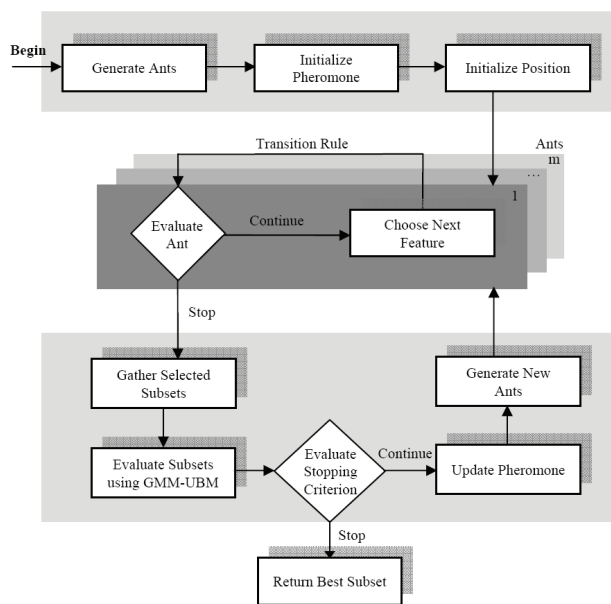 Begin
Generate Ants
Initialize
Pheromone
Initialize Position
Transition Rule
Ants
m
...
1
Evaluate
Ant
Continue
Choose Next
Feature
Stop
Gather Selected
Subsets
Generate New
Ants
Evaluate Subsets
using GMM-UBM
Evaluate
Stopping
Criterion
Continue
Update Pheromone
Stop
Return Best Subset